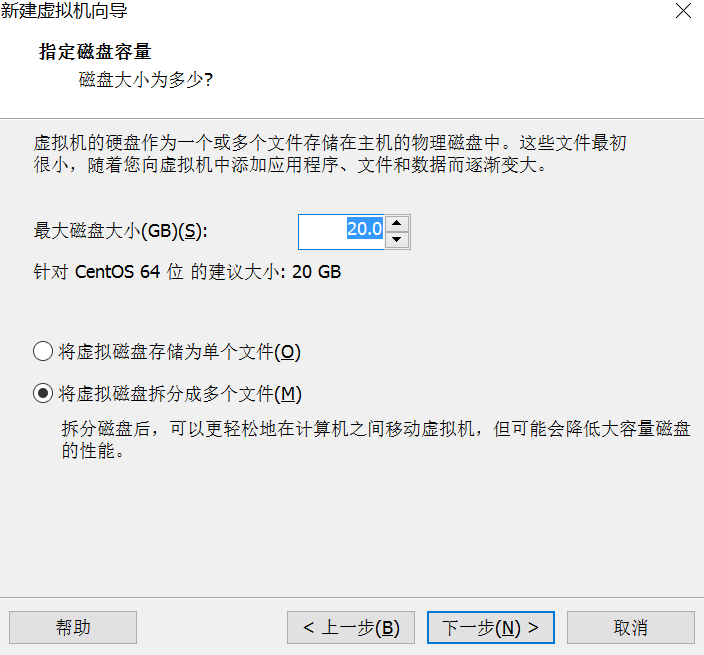 新建虚拟机向导
指定磁盘容量
磁盘大小为多少?
虚拟机的硬盘作为一个或多个文件存储在主机的物理磁盘中。这些文件最初
很小，随着您向虚拟机中添加应用程序、文件和数据而逐渐变大。
最大磁盘大小(GB)(S): 20.0
针对 CentOS 64 位 的建议大小: 20 GB
将虚拟磁盘存储为单个文件(O)
将虚拟磁盘拆分成多个文件(M)
拆分磁盘后，可以更轻松地在计算机之间移动虚拟机，但可能会降低大容量磁盘
的性能。
帮助 < 上一步(B) 下一步(N) > 取消